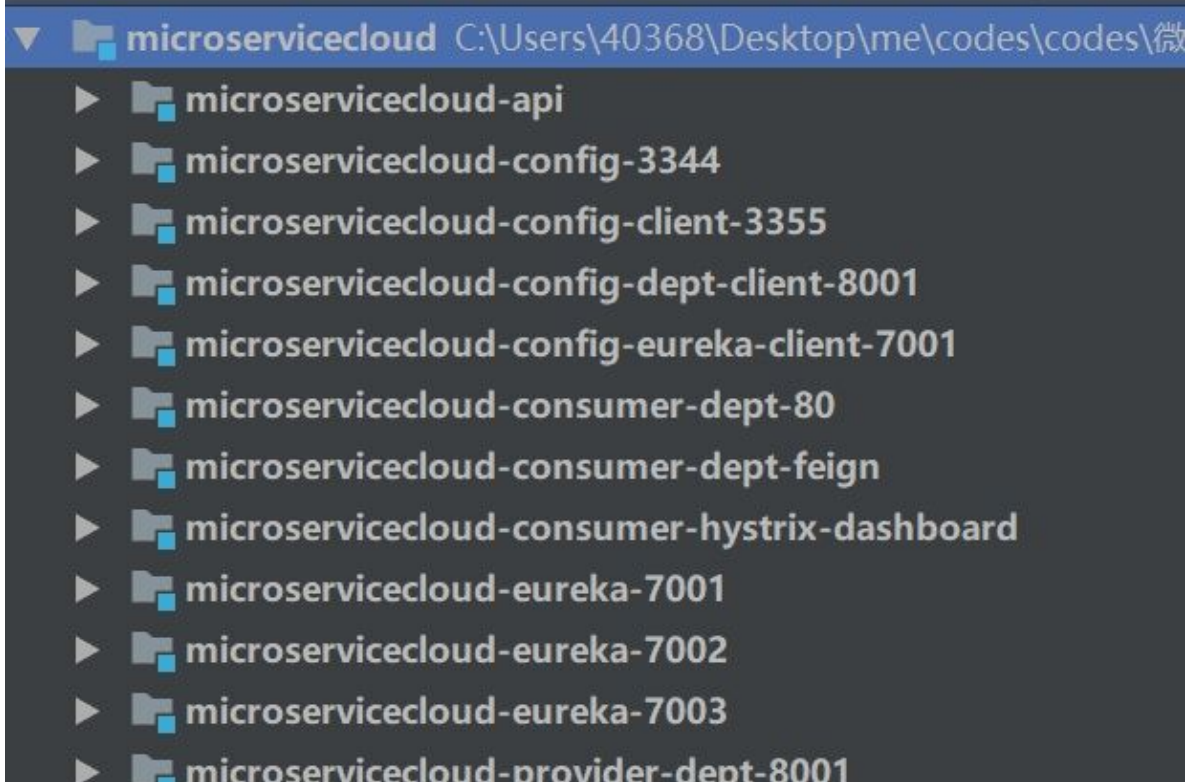 microservicecloud C:\Users\40368\Desktop\me\codes\codes\微
microservicecloud-api
microservicecloud-config-3344
microservicecloud-config-client-3355
microservicecloud-config-dept-client-8001
microservicecloud-config-eureka-client-7001
microservicecloud-consumer-dept-80
microservicecloud-consumer-dept-feign
microservicecloud-consumer-hystrix-dashboard
microservicecloud-eureka-7001
microservicecloud-eureka-7002
microservicecloud-eureka-7003
microservicecloud-provider-dept-8001